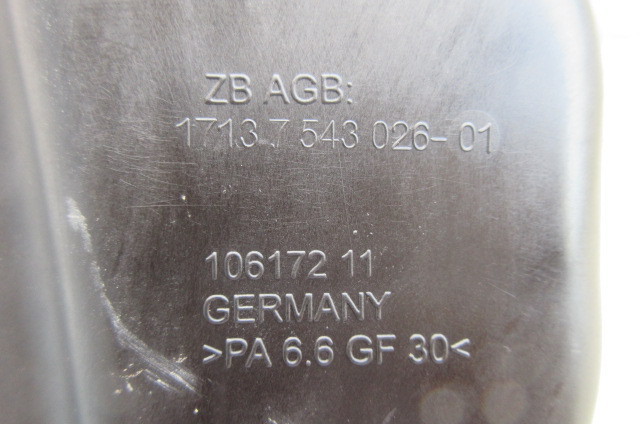 ZB AGB:
1713 7 543 026-01
106172 11
GERMANY
>PA 6.6 GF 30<